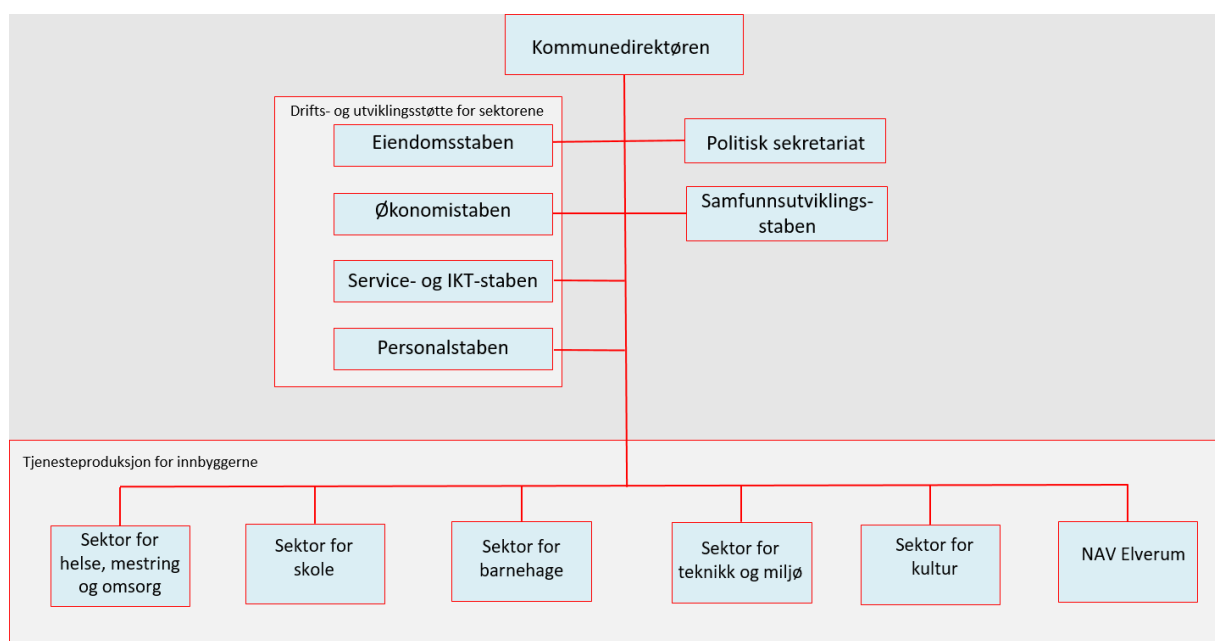 Kommunedirektøren
Drifts- og utviklingsstøtte for sektorene
Eiendomsstaben
Politisk sekretariat
Økonomistaben
Samfunnsutviklings-
staben
Service- og IKT-staben
Personalstaben
Tjenesteproduksjon for innbyggerne
Sektor for
helse, mestring
og omsorg
Sektor for
skole
Sektor for
barnehage
Sektor for
teknikk og miljø
Sektor for
kultur
NAV Elverum